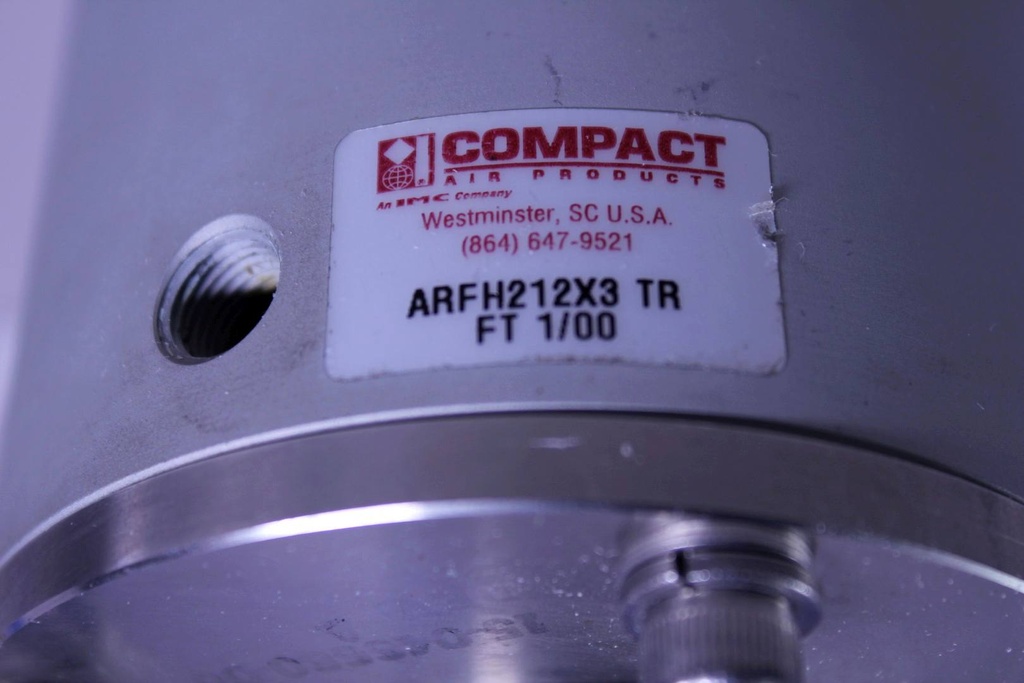 COMPACT
AIR PRODUCTS
An IMC Company
Westminster, SC U.S.A.
(864) 647-9521
ARFH212X3 TR
FT 1/00